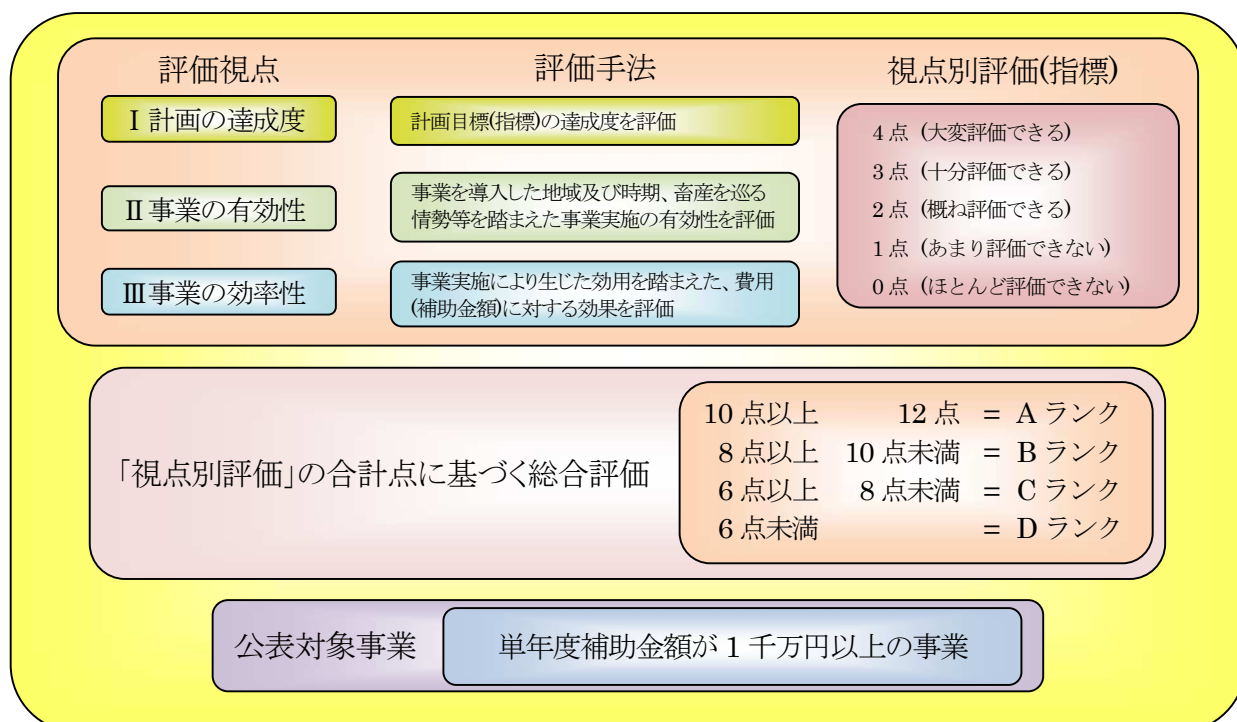 評価視点
評価手法
視点別評価(指標)
Ⅰ計画の達成度
計画目標(指標)の達成度を評価
Ⅱ事業の有効性
事業を導入した地域及び時期、畜産を巡る
情勢等を踏まえた事業実施の有効性を評価
Ⅲ事業の効率性
事業実施により生じた効用を踏まえた、費用
(補助金額)に対する効果を評価
4点 (大変評価できる)
3点 (十分評価できる)
2点 (概ね評価できる)
1点 (あまり評価できない)
0点 (ほとんど評価できない)
「視点別評価」の合計点に基づく総合評価
10点以上 12点 = Aランク
8点以上 10点未満 = Bランク
6点以上 8点未満 = Cランク
6点未満 = Dランク
公表対象事業
単年度補助金額が1千万円以上の事業